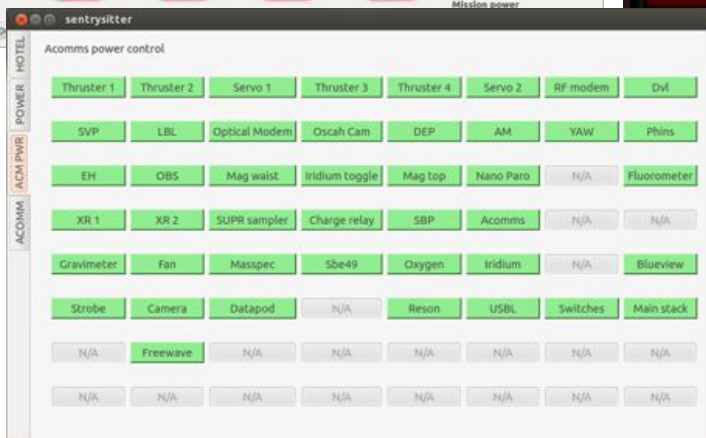 Mission power
sentrysitter
HOTEL
POWER
ACM PWR
ACOMM
Acomms power control
Thruster 1 Thruster 2 Servo 1 Thruster 3 Thruster 4 Servo 2 RF modem Dvl
SVP LBL Optical Modem Oscah Cam DEP AM YAW Phins
EH OBS Mag waist Iridium toggle Mag top Nano Paro N/A Fluorometer
XR 1 XR 2 SUPR sampler Charge relay SBP Acomms N/A N/A
Gravimeter Fan Masspec Sbe49 Oxygen Iridium N/A Blueview
Strobe Camera Datapod N/A Reson USBL Switches Main stack
N/A Freewave N/A N/A N/A N/A N/A N/A
N/A N/A N/A N/A N/A N/A N/A N/A